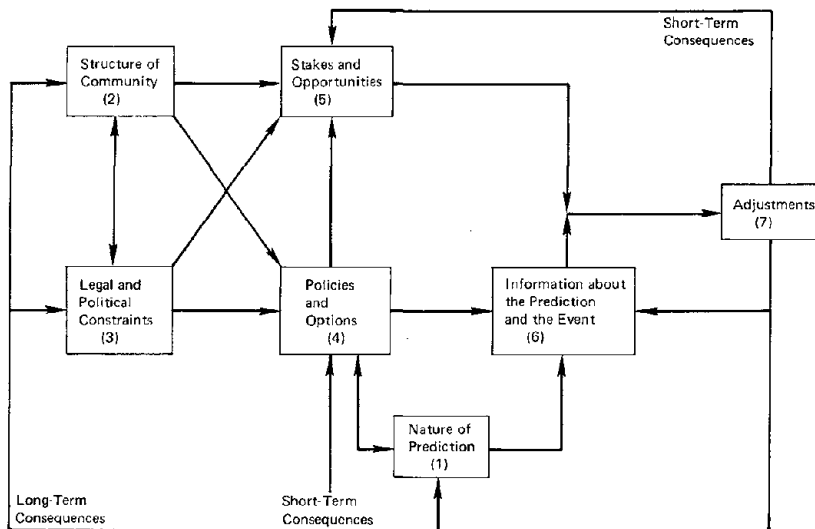 Short-Term
Consequences
Structure of
Community
(2)
Stakes and
Opportunities
(5)
Adjustments
(7)
Legal and
Political
Constraints
(3)
Policies
and
Options
(4)
Information about
the Prediction
and the Event
(6)
Nature of
Prediction
(1)
Long-Term
Consequences
Short-Term
Consequences